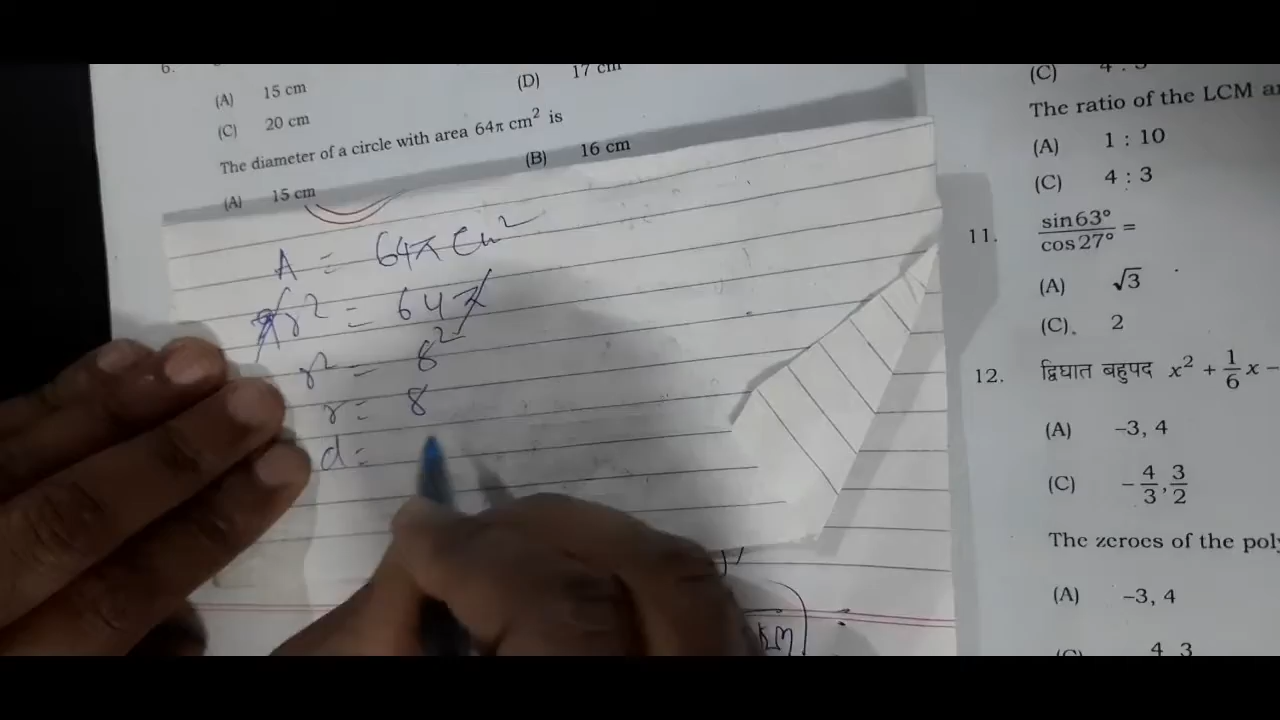 6.
(A) 15 cm
(D) 17 cm
(C) 20 cm
The diameter of a circle with area 64π cm² is
(A) 15 cm
(B) 16 cm
A = 64π cm²
πr² = 64π
r² = 8²
r = 8
d =
KM
(C) 4 : 3
The ratio of the LCM
(A) 1 : 10
(C) 4 : 3
11. sin63°/cos27° =
(A) √3
(C) 2
12. द्विघात बहुपद x² + 1/6 x −
(A) −3, 4
(C) −4/3, 3/2
The zeroes of the
(A) −3, 4
(C) 4 3